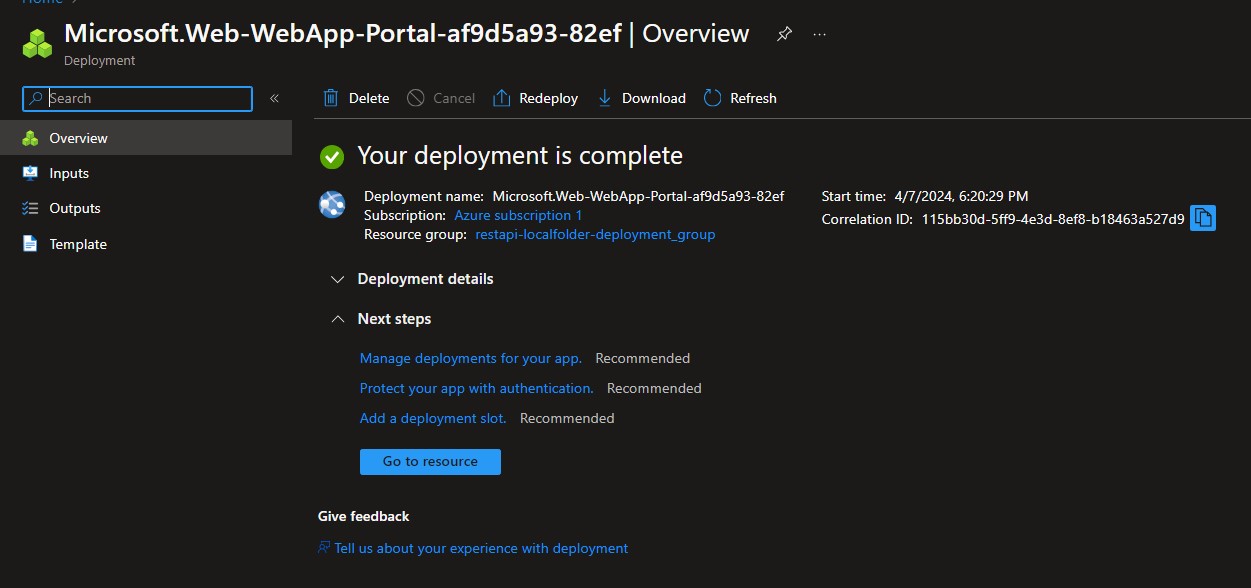 Home
Microsoft.Web-WebApp-Portal-af9d5a93-82ef | Overview
Deployment
Search
Delete Cancel Redeploy Download Refresh
Overview
Inputs
Outputs
Template
Your deployment is complete
Deployment name: Microsoft.Web-WebApp-Portal-af9d5a93-82ef
Subscription: Azure subscription 1
Resource group: restapi-localfolder-deployment_group
Start time: 4/7/2024, 6:20:29 PM
Correlation ID: 115bb30d-5ff9-4e3d-8ef8-b18463a527d9
Deployment details
Next steps
Manage deployments for your app. Recommended
Protect your app with authentication. Recommended
Add a deployment slot. Recommended
Go to resource
Give feedback
Tell us about your experience with deployment